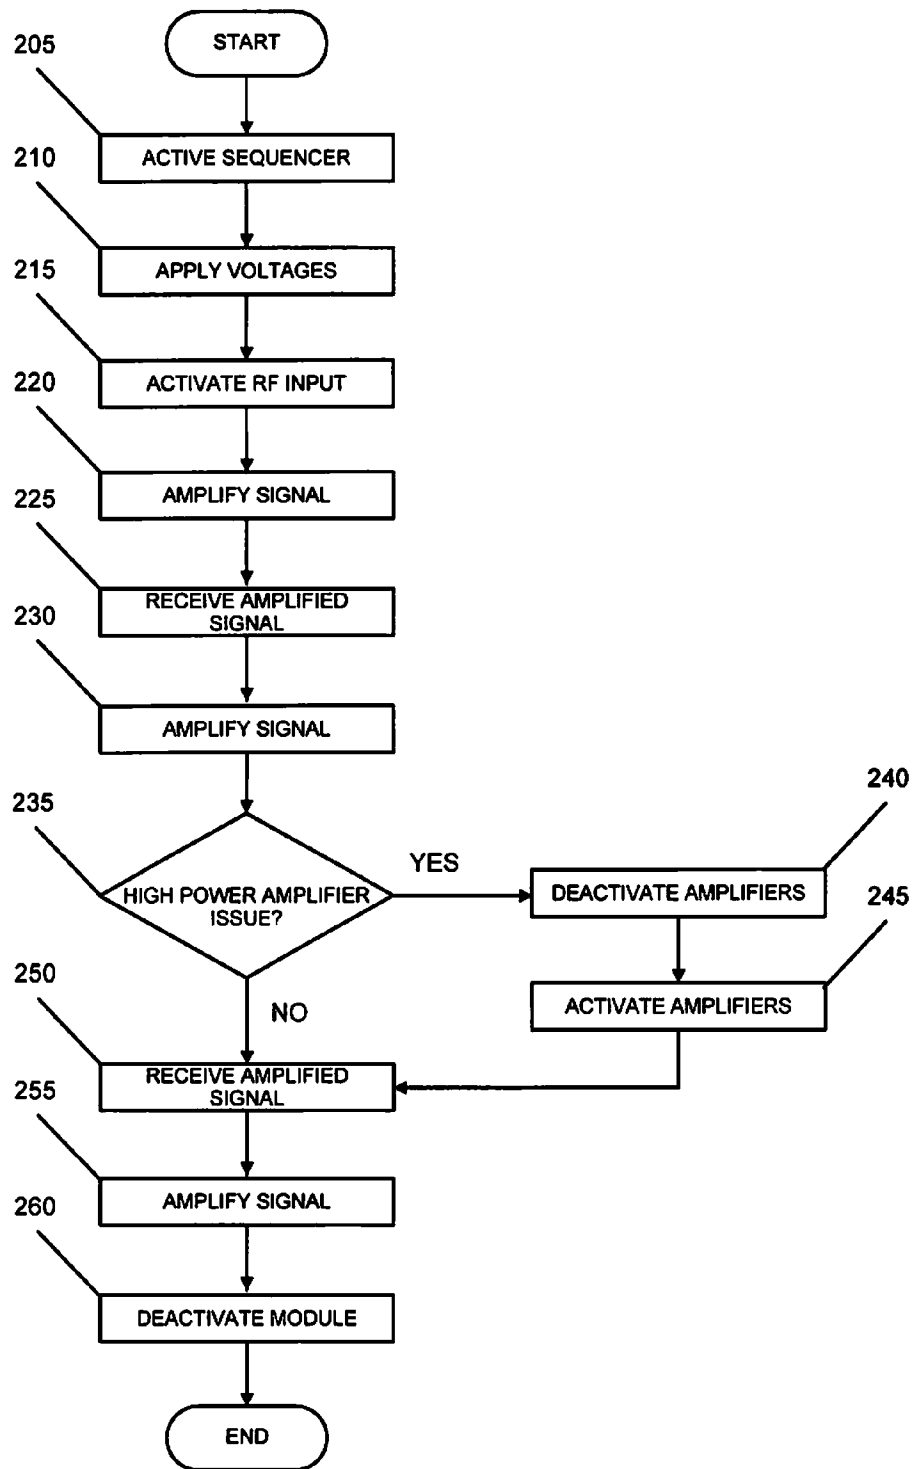 START
205
ACTIVE SEQUENCER
210
APPLY VOLTAGES
215
ACTIVATE RF INPUT
220
AMPLIFY SIGNAL
225
RECEIVE AMPLIFIED
SIGNAL
230
AMPLIFY SIGNAL
235
HIGH POWER AMPLIFIER
ISSUE?
YES
240
DEACTIVATE AMPLIFIERS
245
ACTIVATE AMPLIFIERS
NO
250
RECEIVE AMPLIFIED
SIGNAL
255
AMPLIFY SIGNAL
260
DEACTIVATE MODULE
END